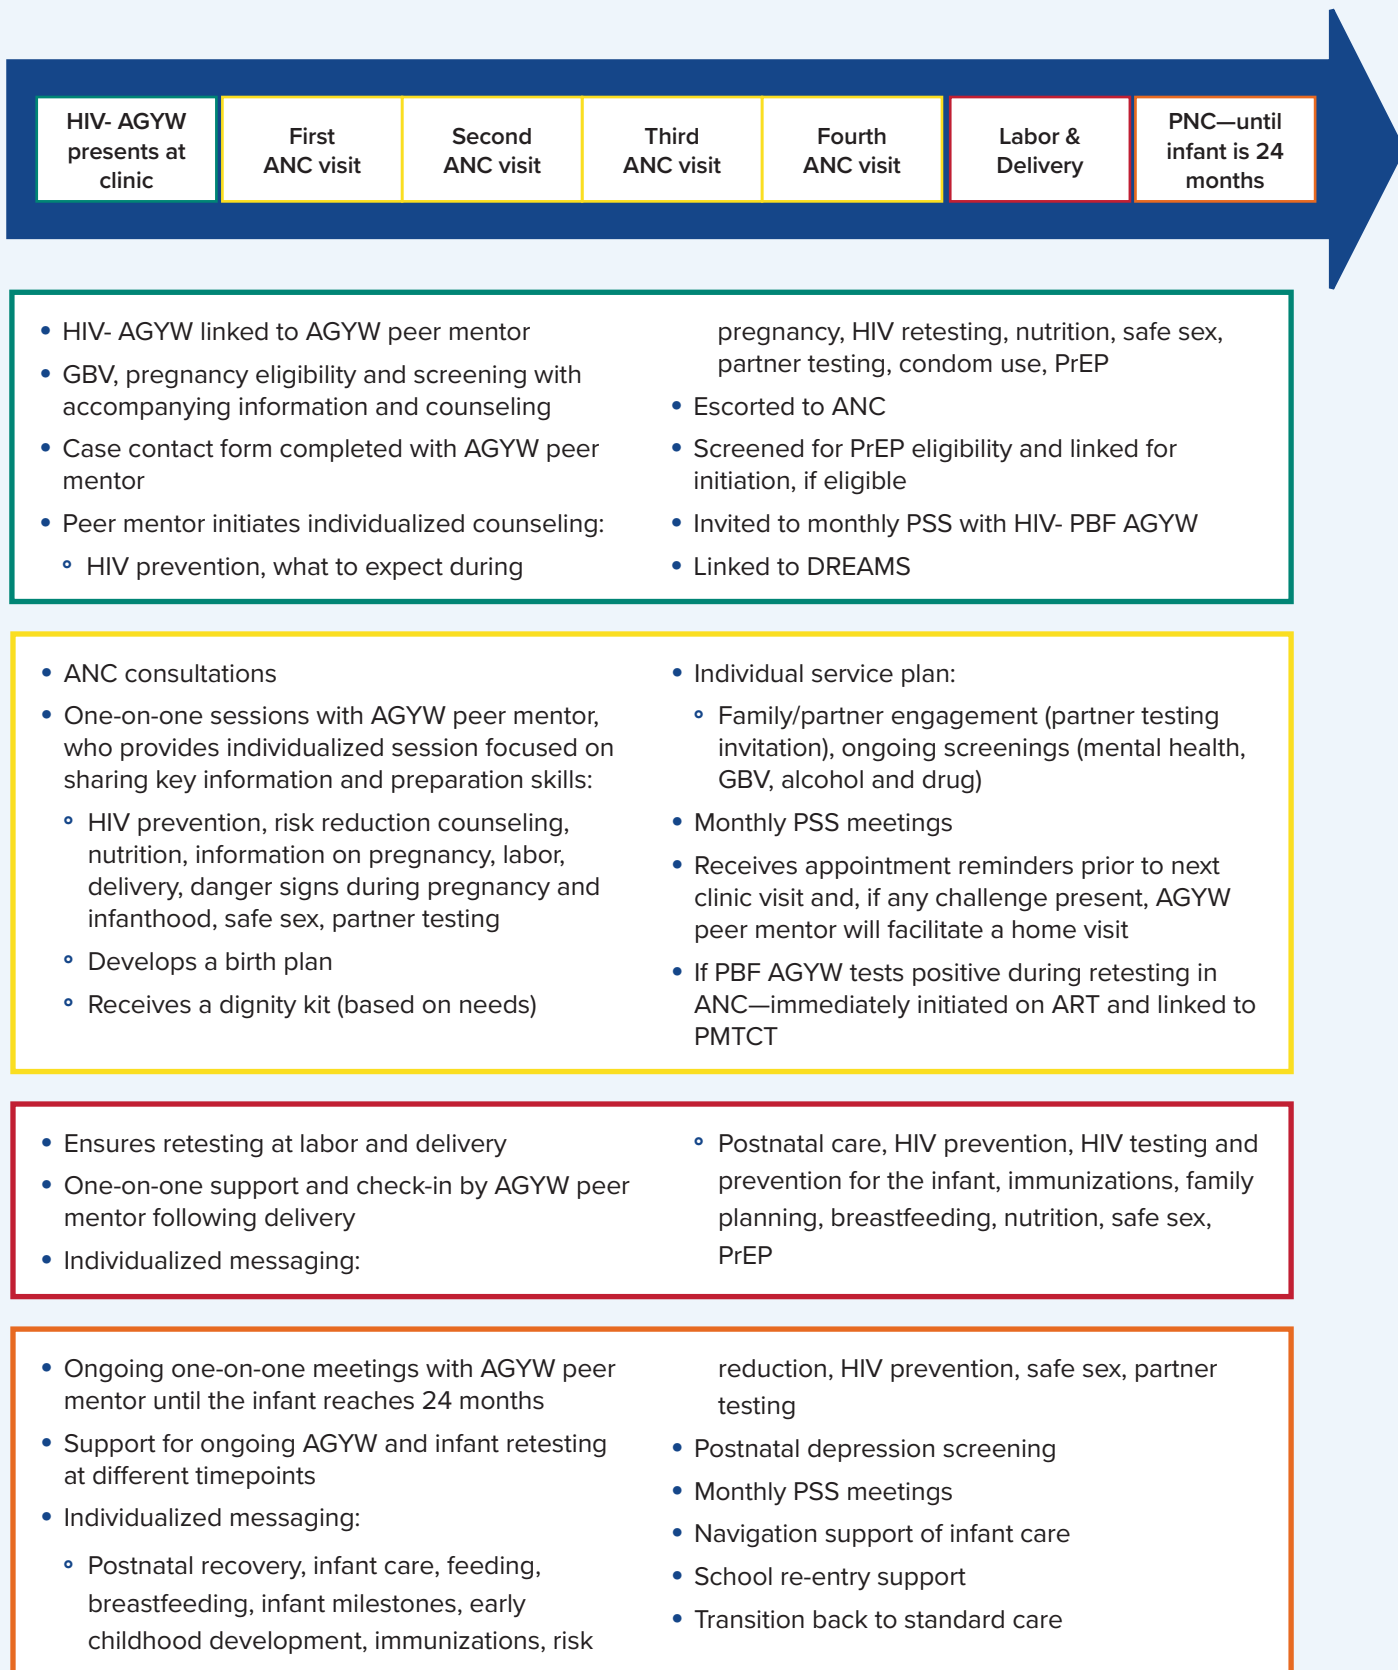 HIV- AGYW
presents at
clinic
First
ANC visit
Second
ANC visit
Third
ANC visit
Fourth
ANC visit
Labor &
Delivery
PNC—until
infant is 24
months
• HIV- AGYW linked to AGYW peer mentor
• GBV, pregnancy eligibility and screening with
accompanying information and counseling
• Case contact form completed with AGYW peer
mentor
• Peer mentor initiates individualized counseling:
° HIV prevention, what to expect during
pregnancy, HIV retesting, nutrition, safe sex,
partner testing, condom use, PrEP
• Escorted to ANC
• Screened for PrEP eligibility and linked for
initiation, if eligible
• Invited to monthly PSS with HIV- PBF AGYW
• Linked to DREAMS
• ANC consultations
• One-on-one sessions with AGYW peer mentor,
who provides individualized session focused on
sharing key information and preparation skills:
° HIV prevention, risk reduction counseling,
nutrition, information on pregnancy, labor,
delivery, danger signs during pregnancy and
infanthood, safe sex, partner testing
° Develops a birth plan
° Receives a dignity kit (based on needs)
• Individual service plan:
° Family/partner engagement (partner testing
invitation), ongoing screenings (mental health,
GBV, alcohol and drug)
• Monthly PSS meetings
• Receives appointment reminders prior to next
clinic visit and, if any challenge present, AGYW
peer mentor will facilitate a home visit
• If PBF AGYW tests positive during retesting in
ANC—immediately initiated on ART and linked to
PMTCT
• Ensures retesting at labor and delivery
• One-on-one support and check-in by AGYW peer
mentor following delivery
• Individualized messaging:
° Postnatal care, HIV prevention, HIV testing and
prevention for the infant, immunizations, family
planning, breastfeeding, nutrition, safe sex,
PrEP
• Ongoing one-on-one meetings with AGYW peer
mentor until the infant reaches 24 months
• Support for ongoing AGYW and infant retesting
at different timepoints
• Individualized messaging:
° Postnatal recovery, infant care, feeding,
breastfeeding, infant milestones, early
childhood development, immunizations, risk
reduction, HIV prevention, safe sex, partner
testing
• Postnatal depression screening
• Monthly PSS meetings
• Navigation support of infant care
• School re-entry support
• Transition back to standard care